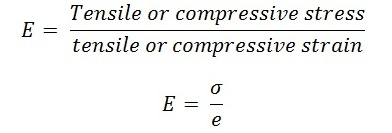 E = Tensile or compressive stress / tensile or compressive strain
E = σ / e